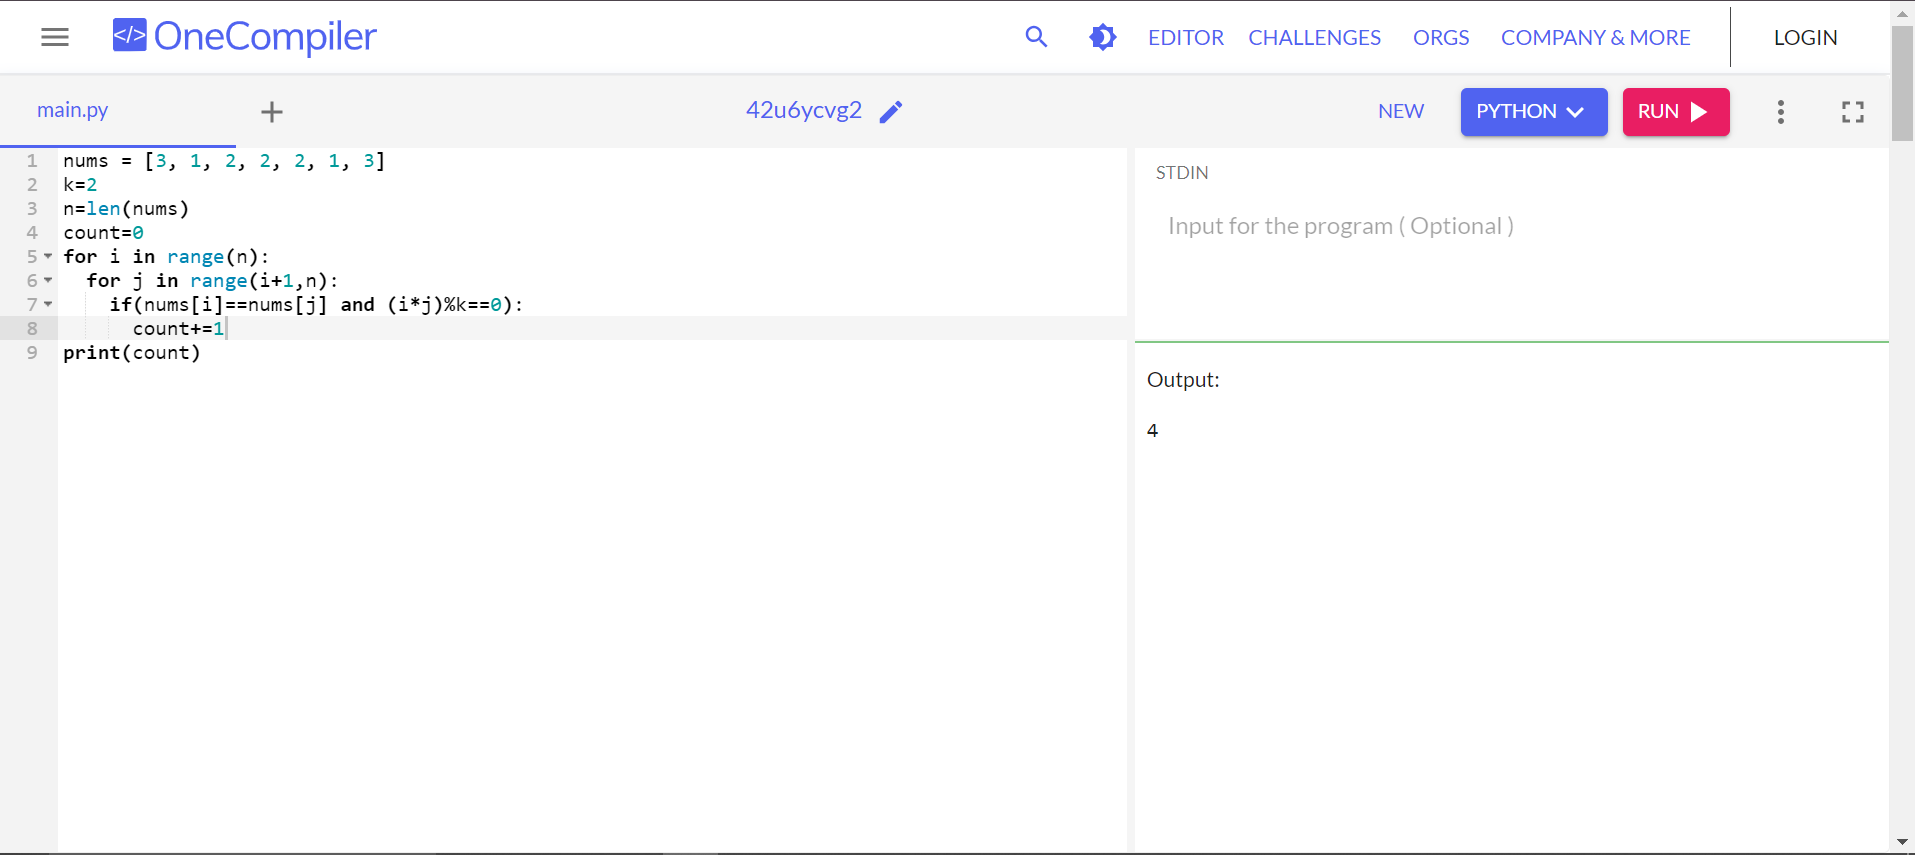 </> OneCompiler
EDITOR CHALLENGES ORGS COMPANY & MORE LOGIN
main.py + 42u6ycvg2 NEW PYTHON RUN
1 nums = [3, 1, 2, 2, 2, 1, 3]
2 k=2
3 n=len(nums)
4 count=0
5 for i in range(n):
6   for j in range(i+1,n):
7     if(nums[i]==nums[j] and (i*j)%k==0):
8       count+=1
9 print(count)
STDIN
Input for the program ( Optional )
Output:
4